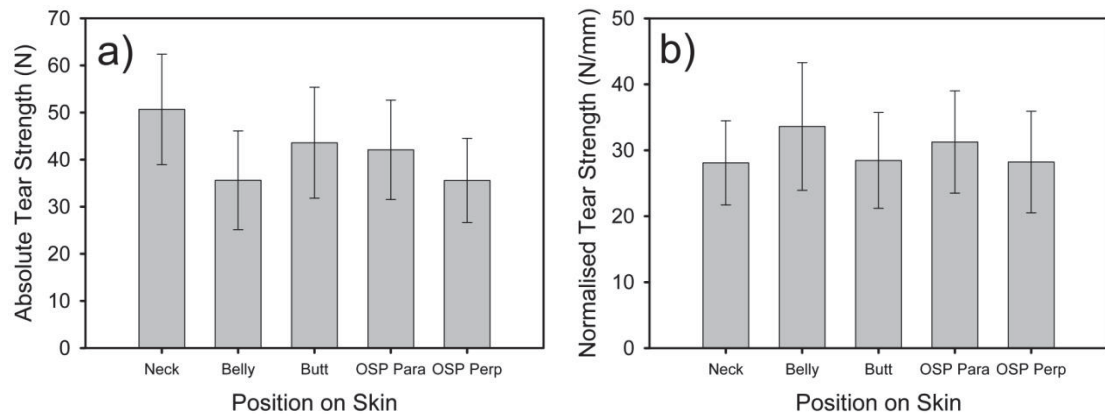 a)
Absolute Tear Strength (N)
70
60
50
40
30
20
10
0
Neck Belly Butt OSP Para OSP Perp
Position on Skin
b)
Normalised Tear Strength (N/mm)
50
40
30
20
10
0
Neck Belly Butt OSP Para OSP Perp
Position on Skin